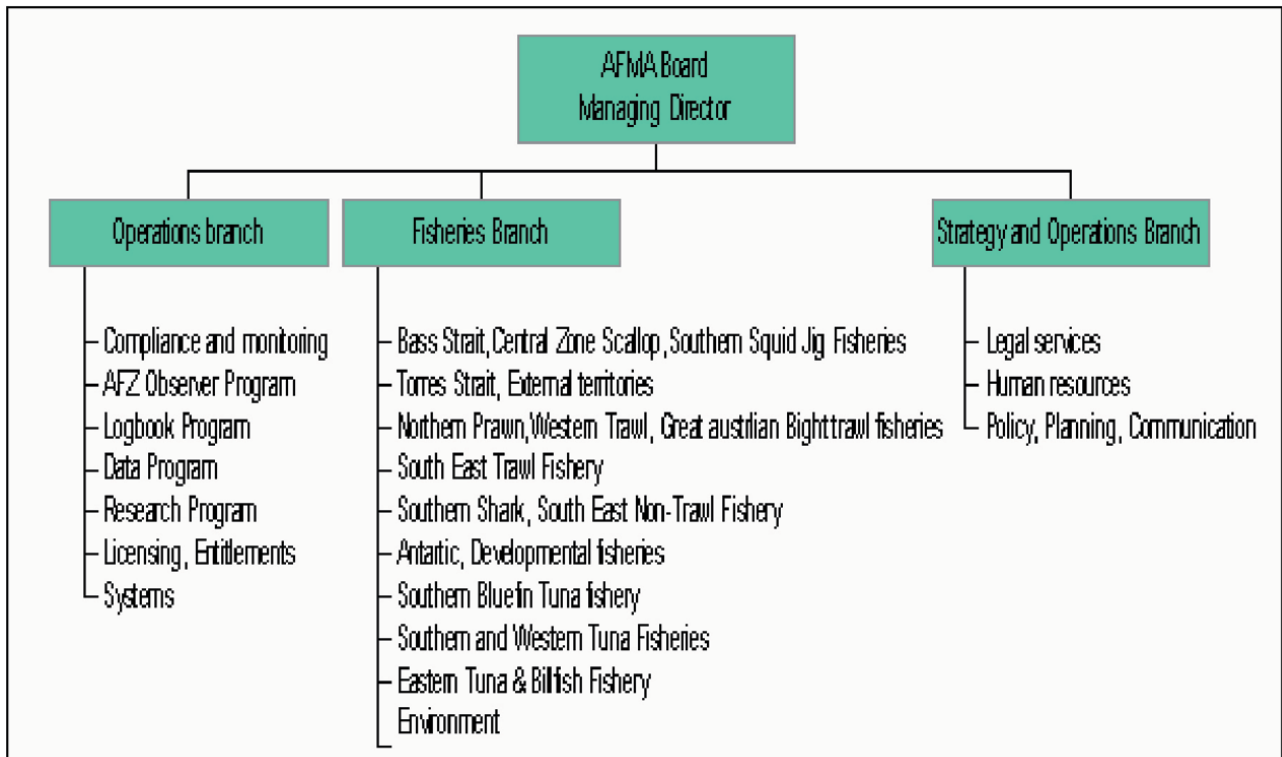 AFMA Board
Managing Director
Operations branch
Fisheries Branch
Strategy and Operations Branch
Compliance and monitoring
AFZ Observer Program
Logbook Program
Data Program
Research Program
Licensing, Entitlements
Systems
Bass Strait,Central Zone Scallop,Southern Squid Jig Fisheries
Torres Strait, External territories
Northern Prawn,Western Trawl, Great austrilian Bight trawl fisheries
South East Trawl Fishery
Southern Shark, South East Non-Trawl Fishery
Antartic, Developmental fisheries
Southern Bluefin Tuna fishery
Southern and Western Tuna Fisheries
Eastern Tuna & Billfish Fishery
Environment
Legal services
Human resources
Policy, Planning, Communication